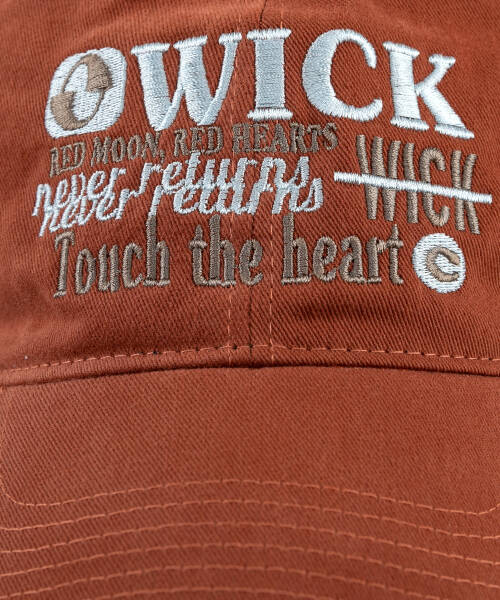 WICK
RED MOON, RED HEARTS
never returns
never returns
WICK
Touch the heart ©